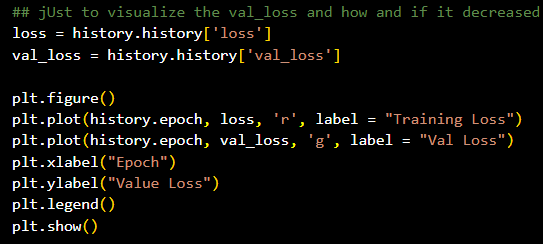 ## jUst to visualize the val_loss and how and if it decreased
loss = history.history['loss']
val_loss = history.history['val_loss']
plt.figure()
plt.plot(history.epoch, loss, 'r', label = "Training Loss")
plt.plot(history.epoch, val_loss, 'g', label = "Val Loss")
plt.xlabel("Epoch")
plt.ylabel("Value Loss")
plt.legend()
plt.show()